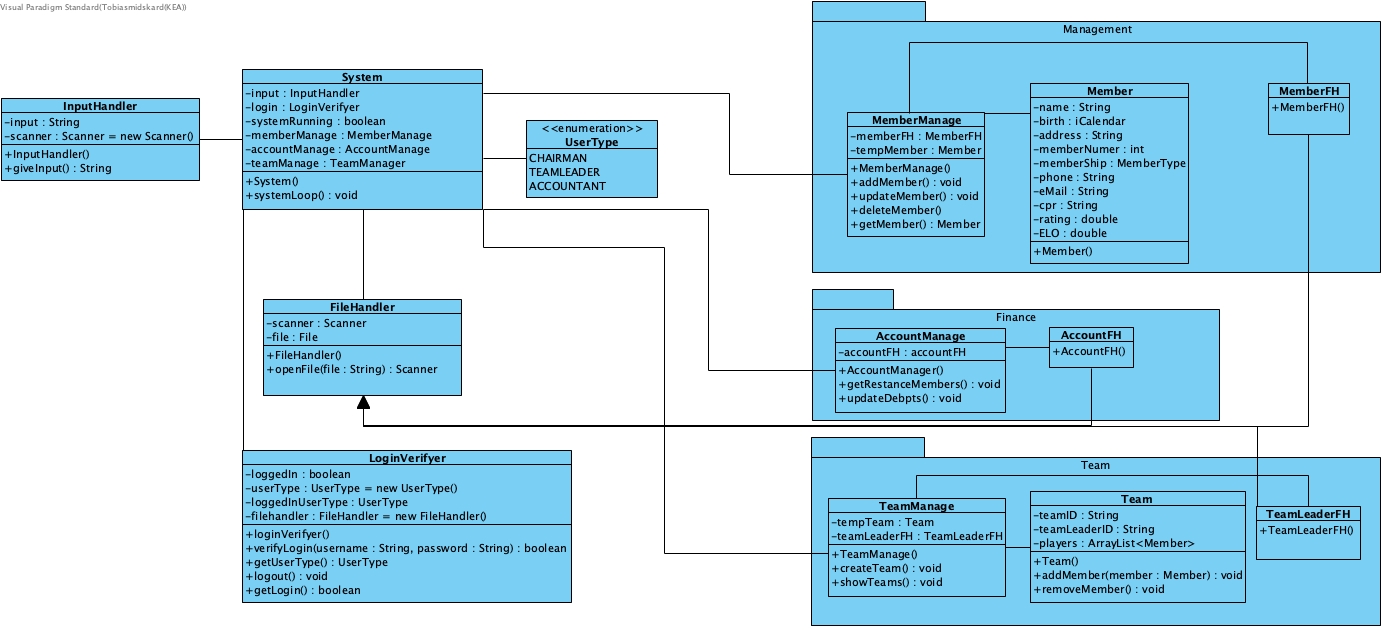 Visual Paradigm Standard(Tobiasmidskard(KEA))
InputHandler
-input : String
-scanner : Scanner = new Scanner()
+InputHandler()
+giveInput() : String
System
-input : InputHandler
-login : LoginVerifyer
-systemRunning : boolean
-memberManage : MemberManage
-accountManage : AccountManage
-teamManage : TeamManager
+System()
+systemLoop() : void
<<enumeration>>
UserType
CHAIRMAN
TEAMLEADER
ACCOUNTANT
FileHandler
-scanner : Scanner
-file : File
+FileHandler()
+openFile(file : String) : Scanner
LoginVerifyer
-loggedIn : boolean
-userType : UserType = new UserType()
-loggedInUserType : UserType
-filehandler : FileHandler = new FileHandler()
+loginVerifyer()
+verifyLogin(username : String, password : String) : boolean
+getUserType() : UserType
+logout() : void
+getLogin() : boolean
Management
MemberManage
-memberFH : MemberFH
-tempMember : Member
+MemberManage()
+addMember() : void
+updateMember() : void
+deleteMember()
+getMember() : Member
Member
-name : String
-birth : iCalendar
-address : String
-memberNumer : int
-memberShip : MemberType
-phone : String
-eMail : String
-cpr : String
-rating : double
-ELO : double
+Member()
MemberFH
+MemberFH()
Finance
AccountManage
-accountFH : accountFH
+AccountManager()
+getRestanceMembers() : void
+updateDebpts() : void
AccountFH
+AccountFH()
Team
TeamManage
-tempTeam : Team
-teamLeaderFH : TeamLeaderFH
+TeamManage()
+createTeam() : void
+showTeams() : void
Team
-teamID : String
-teamLeaderID : String
-players : ArrayList<Member>
+Team()
+addMember(member : Member) : void
+removeMember() : void
TeamLeaderFH
+TeamLeaderFH()